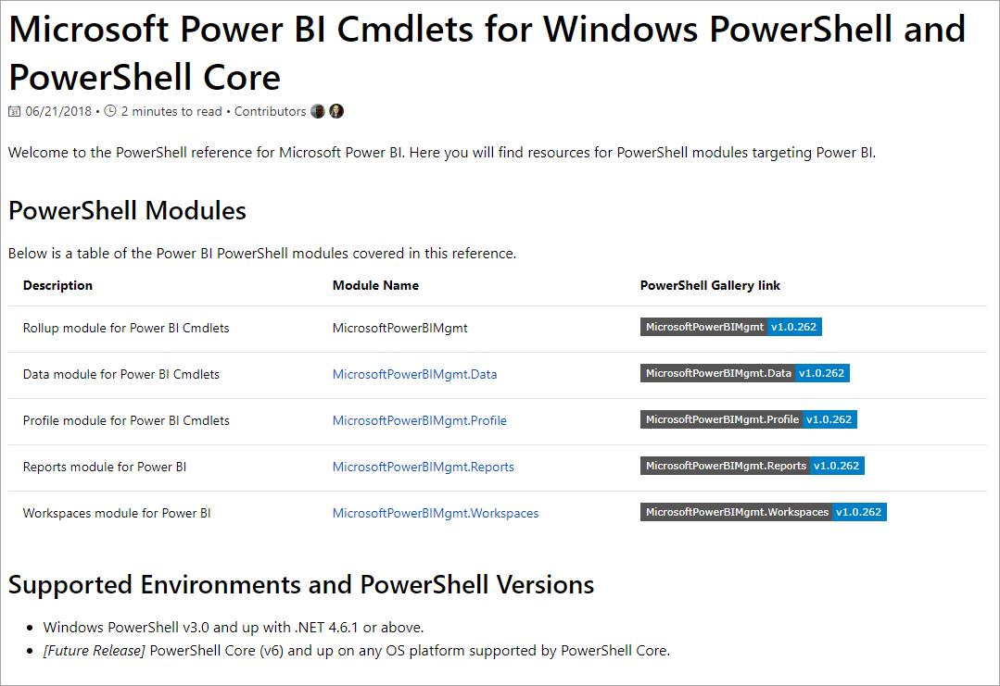 Microsoft Power BI Cmdlets for Windows PowerShell and
PowerShell Core
31 06/21/2018 • 2 minutes to read • Contributors
Welcome to the PowerShell reference for Microsoft Power BI. Here you will find resources for PowerShell modules targeting Power BI.
PowerShell Modules
Below is a table of the Power BI PowerShell modules covered in this reference.
Description Module Name PowerShell Gallery link
Rollup module for Power BI Cmdlets MicrosoftPowerBIMgmt MicrosoftPowerBIMgmt v1.0.262
Data module for Power BI Cmdlets MicrosoftPowerBIMgmt.Data MicrosoftPowerBIMgmt.Data v1.0.262
Profile module for Power BI Cmdlets MicrosoftPowerBIMgmt.Profile MicrosoftPowerBIMgmt.Profile v1.0.262
Reports module for Power BI MicrosoftPowerBIMgmt.Reports MicrosoftPowerBIMgmt.Reports v1.0.262
Workspaces module for Power BI MicrosoftPowerBIMgmt.Workspaces MicrosoftPowerBIMgmt.Workspaces v1.0.262
Supported Environments and PowerShell Versions
• Windows PowerShell v3.0 and up with .NET 4.6.1 or above.
• [Future Release] PowerShell Core (v6) and up on any OS platform supported by PowerShell Core.